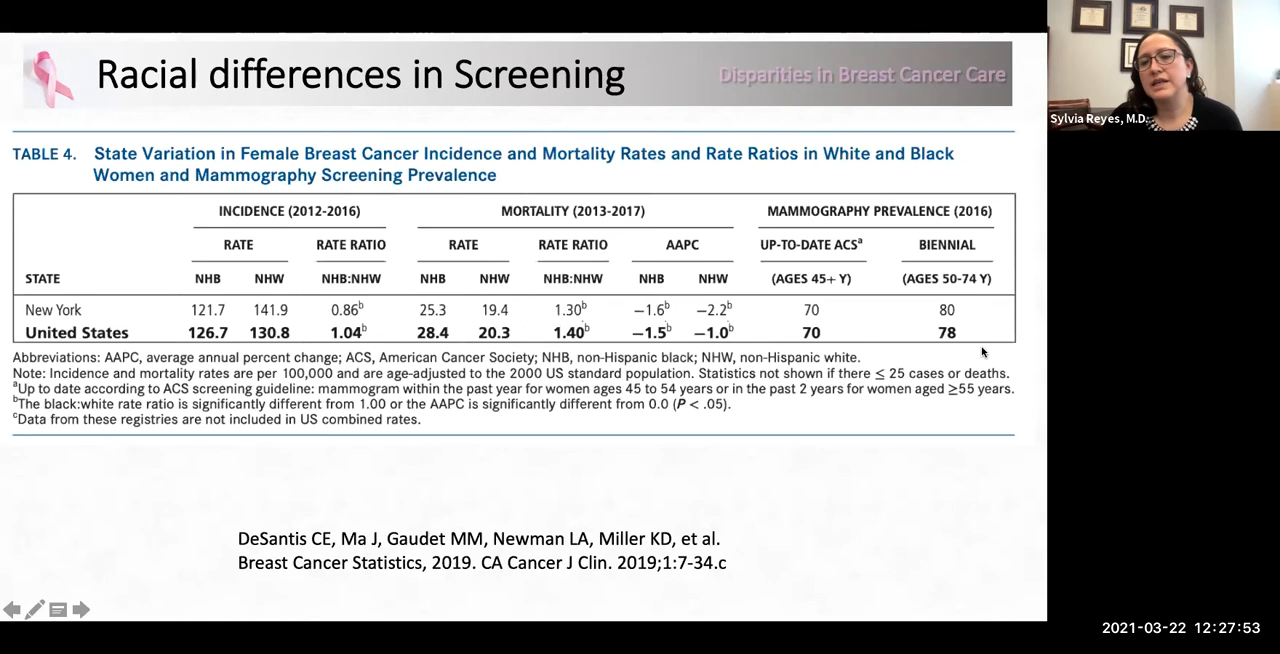 Racial differences in Screening
Disparities in Breast Cancer Care
Sylvia Reyes, M.D.
TABLE 4. State Variation in Female Breast Cancer Incidence and Mortality Rates and Rate Ratios in White and Black
Women and Mammography Screening Prevalence
INCIDENCE (2012-2016) MORTALITY (2013-2017) MAMMOGRAPHY PREVALENCE (2016)
RATE RATE RATIO RATE RATE RATIO AAPC UP-TO-DATE ACSᵃ BIENNIAL
STATE NHB NHW NHB:NHW NHB NHW NHB:NHW NHB NHW (AGES 45+ Y) (AGES 50-74 Y)
New York 121.7 141.9 0.86ᵇ 25.3 19.4 1.30ᵇ −1.6ᵇ −2.2ᵇ 70 80
United States 126.7 130.8 1.04ᵇ 28.4 20.3 1.40ᵇ −1.5ᵇ −1.0ᵇ 70 78
Abbreviations: AAPC, average annual percent change; ACS, American Cancer Society; NHB, non-Hispanic black; NHW, non-Hispanic white.
Note: Incidence and mortality rates are per 100,000 and are age-adjusted to the 2000 US standard population. Statistics not shown if there ≤ 25 cases or deaths.
ᵃUp to date according to ACS screening guideline: mammogram within the past year for women ages 45 to 54 years or in the past 2 years for women aged ≥55 years.
ᵇThe black:white rate ratio is significantly different from 1.00 or the AAPC is significantly different from 0.0 (P < .05).
ᶜData from these registries are not included in US combined rates.
DeSantis CE, Ma J, Gaudet MM, Newman LA, Miller KD, et al.
Breast Cancer Statistics, 2019. CA Cancer J Clin. 2019;1:7-34.c
2021-03-22 12:27:53